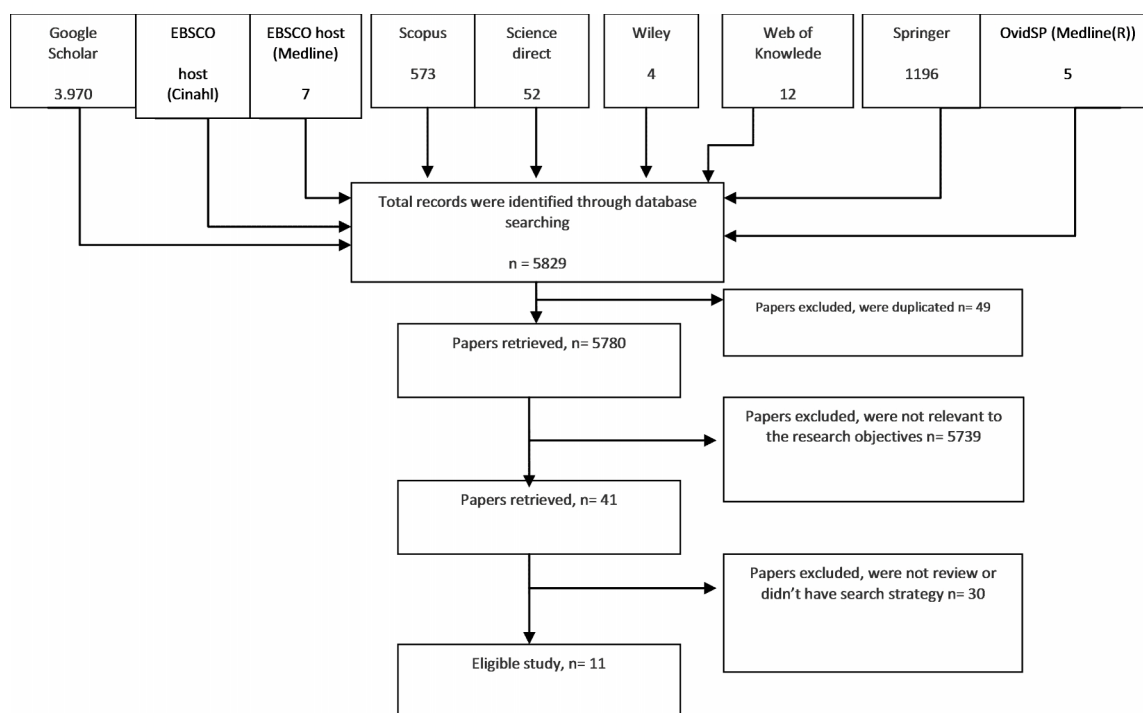 Google
Scholar
3.970
EBSCO
host
(Cinahl)
EBSCO host
(Medline)
7
Scopus
573
Science
direct
52
Wiley
4
Web of
Knowlede
12
Springer
1196
OvidSP (Medline(R)
5
Total records were identified through database
searching
n = 5829
Papers excluded, were duplicated n= 49
Papers retrieved, n= 5780
Papers excluded, were not relevant to
the research objectives n= 5739
Papers retrieved, n= 41
Papers excluded, were not review or
didn’t have search strategy n= 30
Eligible study, n= 11